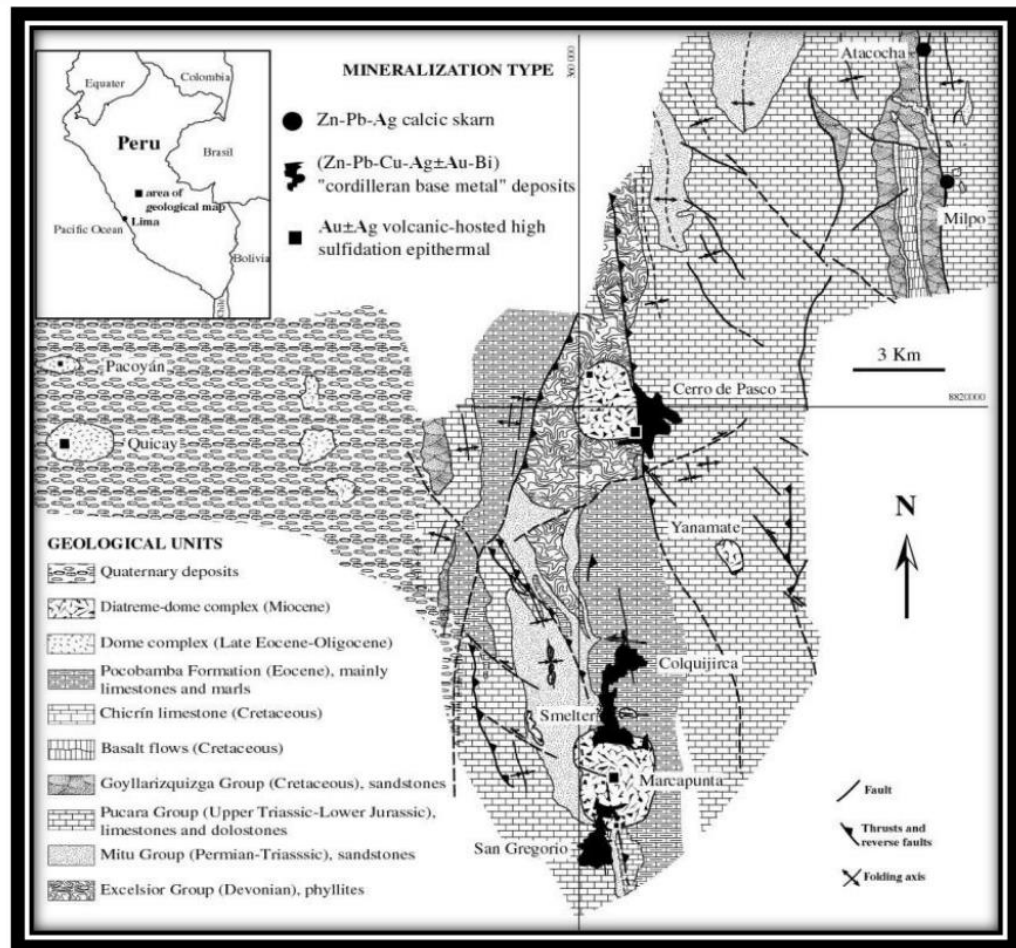 MINERALIZATION TYPE
Zn-Pb-Ag calcic skarn
(Zn-Pb-Cu-Ag±Au-Bi)
"cordilleran base metal" deposits
Au±Ag volcanic-hosted high
sulfidation epithermal
Equater
Colombia
Peru
Brasil
area of
geological map
Lima
Pacific Ocean
Bolivia
Chile
Atacocha
Milpo
3 Km
8820000
Pacoyán
Quicay
Cerro de Pasco
Yanamate
N
Colquijirca
Smelter
Marcapunta
San Gregorio
GEOLOGICAL UNITS
Quaternary deposits
Diatreme-dome complex (Miocene)
Dome complex (Late Eocene-Oligocene)
Pocobamba Formation (Eocene), mainly
limestones and marls
Chicrín limestone (Cretaceous)
Basalt flows (Cretaceous)
Goyllarizquizga Group (Cretaceous), sandstones
Pucara Group (Upper Triassic-Lower Jurassic),
limestones and dolostones
Mitu Group (Permian-Triasssic), sandstones
Excelsior Group (Devonian), phyllites
Fault
Thrusts and
reverse faults
Folding axis